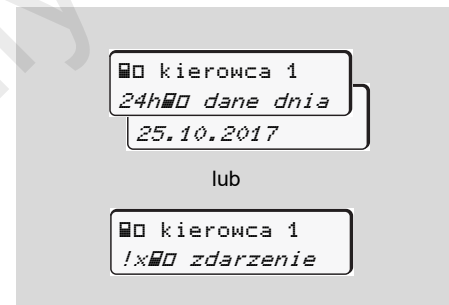 🖪▯ kierowca 1
24h🖪▯ dane dnia
25.10.2017
lub
🖪▯ kierowca 1
!x🖪▯ zdarzenie